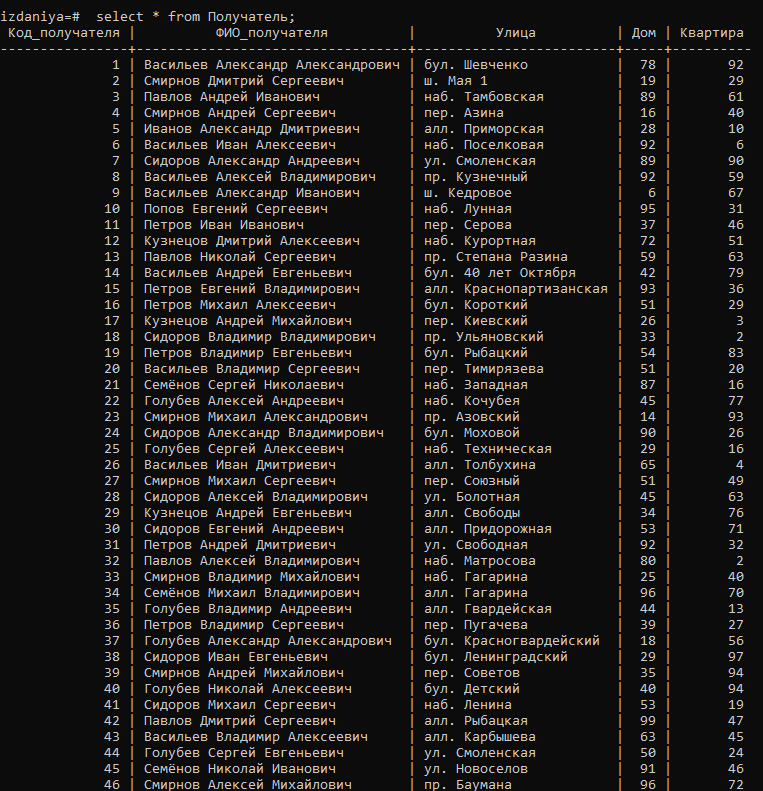 izdaniya=#  select * from Получатель;
 Код_получателя |          ФИО_получателя          |          Улица          | Дом | Квартира
----------------+----------------------------------+-------------------------+-----+----------
              1 | Васильев Александр Александрович | бул. Шевченко           |  78 |       92
              2 | Смирнов Дмитрий Сергеевич        | ш. Мая 1                |  19 |       29
              3 | Павлов Андрей Иванович           | наб. Тамбовская         |  89 |       61
              4 | Смирнов Андрей Сергеевич         | пер. Азина              |  16 |       40
              5 | Иванов Александр Дмитриевич      | алл. Приморская         |  28 |       10
              6 | Васильев Иван Алексеевич         | наб. Поселковая         |  92 |        6
              7 | Сидоров Александр Андреевич      | ул. Смоленская          |  89 |       90
              8 | Васильев Алексей Владимирович    | пр. Кузнечный           |  92 |       59
              9 | Васильев Александр Иванович      | ш. Кедровое             |   6 |       67
             10 | Попов Евгений Сергеевич          | наб. Лунная             |  95 |       31
             11 | Петров Иван Иванович             | пер. Серова             |  37 |       46
             12 | Кузнецов Дмитрий Алексеевич      | наб. Курортная          |  72 |       51
             13 | Павлов Николай Сергеевич         | пр. Степана Разина      |  59 |       63
             14 | Васильев Андрей Евгеньевич       | бул. 40 лет Октября     |  42 |       79
             15 | Петров Евгений Владимирович      | алл. Краснопартизанская |  93 |       36
             16 | Петров Михаил Алексеевич         | бул. Короткий           |  51 |       29
             17 | Кузнецов Андрей Михайлович       | пер. Киевский           |  26 |        3
             18 | Сидоров Владимир Владимирович    | пр. Ульяновский         |  33 |        2
             19 | Петров Владимир Евгеньевич       | бул. Рыбацкий           |  54 |       83
             20 | Васильев Владимир Сергеевич      | пер. Тимирязева         |  51 |       20
             21 | Семёнов Сергей Николаевич        | наб. Западная           |  87 |       16
             22 | Голубев Алексей Андреевич        | наб. Кочубея            |  45 |       77
             23 | Смирнов Михаил Александрович     | пр. Азовский            |  14 |       93
             24 | Сидоров Александр Владимирович   | бул. Моховой            |  90 |       26
             25 | Голубев Сергей Алексеевич        | наб. Техническая        |  29 |       16
             26 | Васильев Иван Дмитриевич         | алл. Толбухина          |  65 |        4
             27 | Смирнов Михаил Сергеевич         | пер. Союзный            |  51 |       49
             28 | Сидоров Алексей Владимирович     | ул. Болотная            |  45 |       63
             29 | Кузнецов Андрей Евгеньевич       | алл. Свободы            |  34 |       76
             30 | Сидоров Евгений Андреевич        | алл. Придорожная        |  53 |       71
             31 | Петров Андрей Дмитриевич         | ул. Свободная           |  92 |       32
             32 | Павлов Алексей Владимирович      | наб. Матросова          |  80 |        2
             33 | Смирнов Владимир Михайлович      | наб. Гагарина           |  25 |       40
             34 | Семёнов Михаил Владимирович      | алл. Гагарина           |  96 |       70
             35 | Голубев Владимир Андреевич       | алл. Гвардейская        |  44 |       13
             36 | Петров Владимир Сергеевич        | пер. Пугачева           |  39 |       27
             37 | Голубев Александр Александрович  | бул. Красногвардейский  |  18 |       56
             38 | Сидоров Иван Евгеньевич          | бул. Ленинградский      |  29 |       97
             39 | Смирнов Андрей Михайлович        | пер. Советов            |  35 |       94
             40 | Голубев Николай Алексеевич       | бул. Детский            |  40 |       94
             41 | Сидоров Михаил Сергеевич         | наб. Ленина             |  53 |       19
             42 | Павлов Дмитрий Сергеевич         | алл. Рыбацкая           |  99 |       47
             43 | Васильев Владимир Алексеевич     | алл. Карбышева          |  63 |       45
             44 | Голубев Сергей Евгеньевич        | ул. Смоленская          |  50 |       24
             45 | Семёнов Николай Иванович         | ул. Новоселов           |  91 |       46
             46 | Смирнов Алексей Михайлович       | пр. Баумана             |  96 |       72